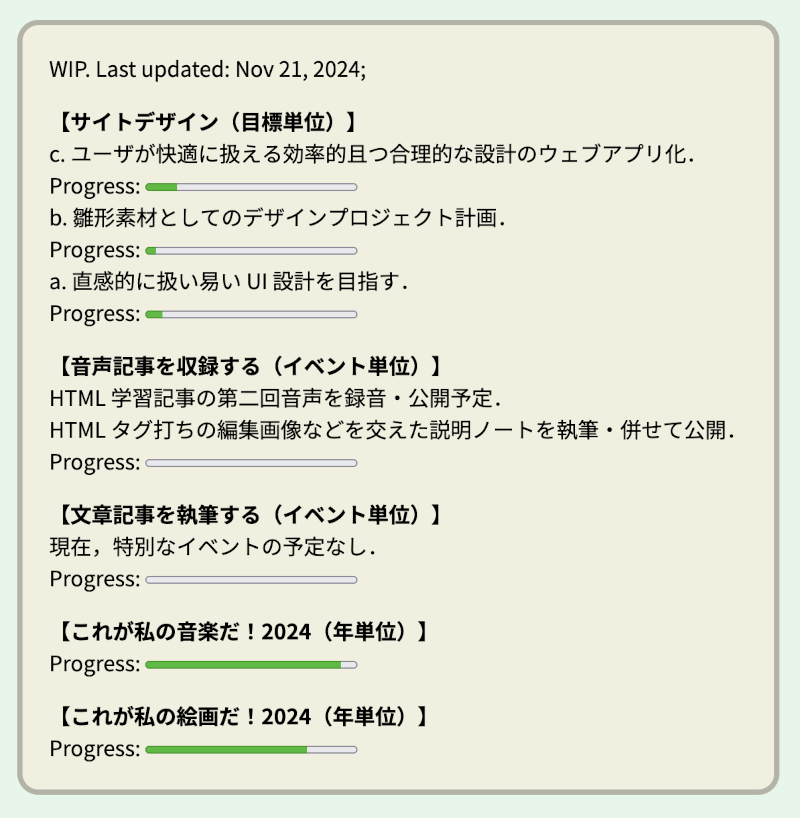 WIP. Last updated: Nov 21, 2024;
【サイトデザイン（目標単位）】
c. ユーザが快適に扱える効率的且つ合理的な設計のウェブアプリ化．
Progress:
b. 雛形素材としてのデザインプロジェクト計画．
Progress:
a. 直感的に扱い易い UI 設計を目指す．
Progress:
【音声記事を収録する（イベント単位）】
HTML 学習記事の第二回音声を録音・公開予定．
HTML タグ打ちの編集画像などを交えた説明ノートを執筆・併せて公開．
Progress:
【文章記事を執筆する（イベント単位）】
現在，特別なイベントの予定なし．
Progress:
【これが私の音楽だ！2024（年単位）】
Progress:
【これが私の絵画だ！2024（年単位）】
Progress: